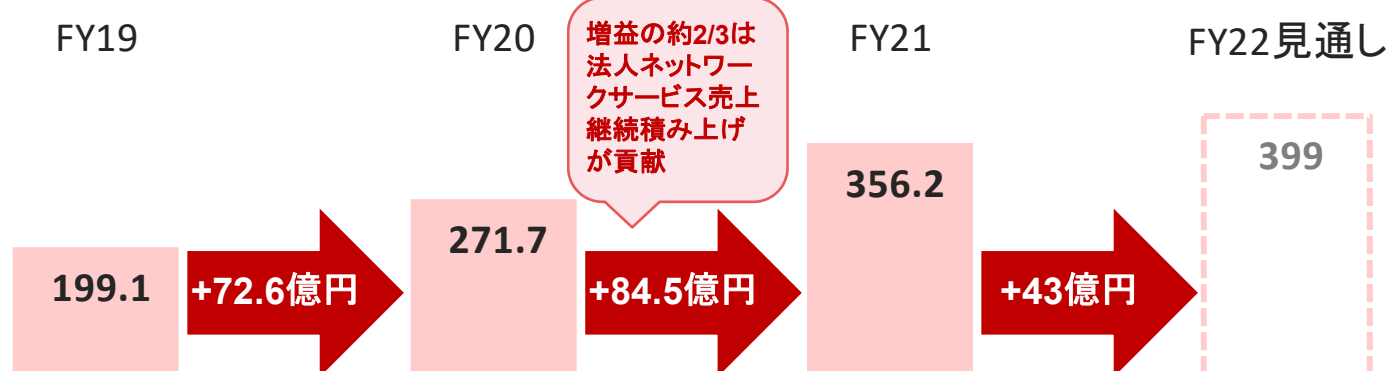 FY19
FY20
増益の約2/3は
法人ネットワー
クサービス売上
継続積み上げ
が貢献
FY21
FY22見通し
199.1
+72.6億円
271.7
+84.5億円
356.2
+43億円
399